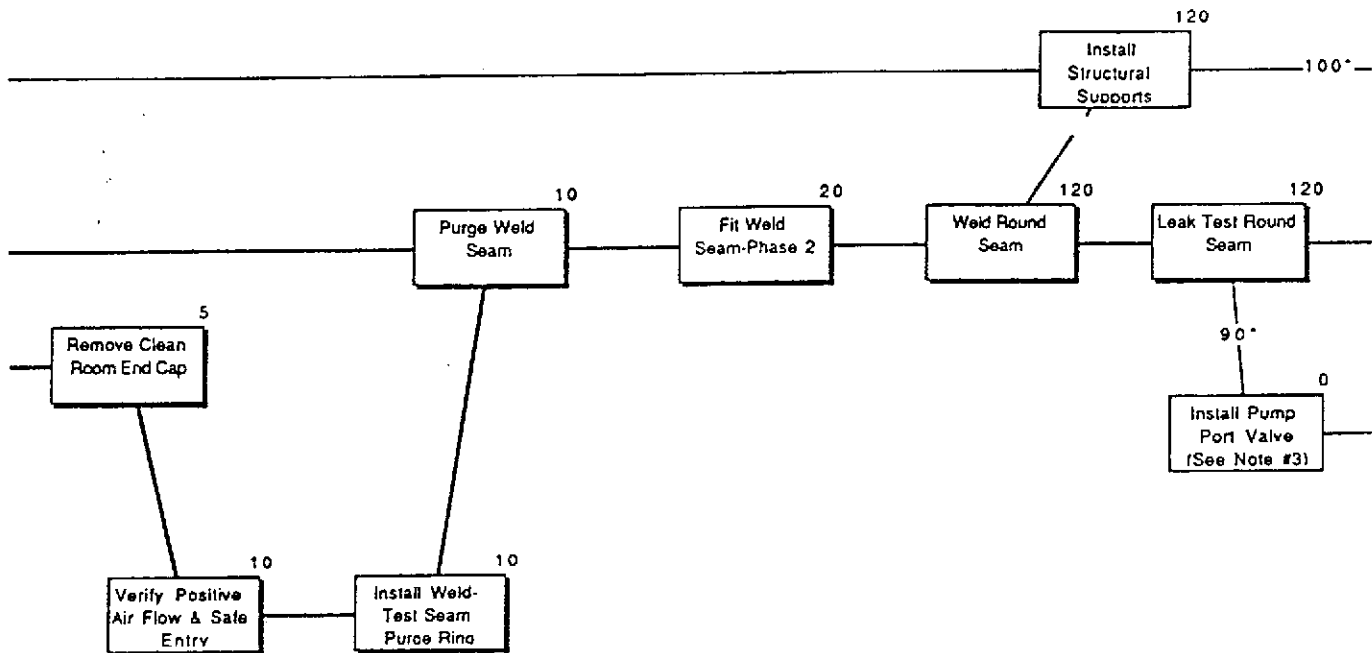 120
Install
Structural
Supports
100°
10
Purge Weld
Seam
20
Fit Weld
Seam-Phase 2
120
Weld Round
Seam
120
Leak Test Round
Seam
5
Remove Clean
Room End Cap
90°
0
Install Pump
Port Valve
(See Note #3)
10
Verify Positive
Air Flow & Safe
Entry
10
Install Weld-
Test Seam
Purge Ring